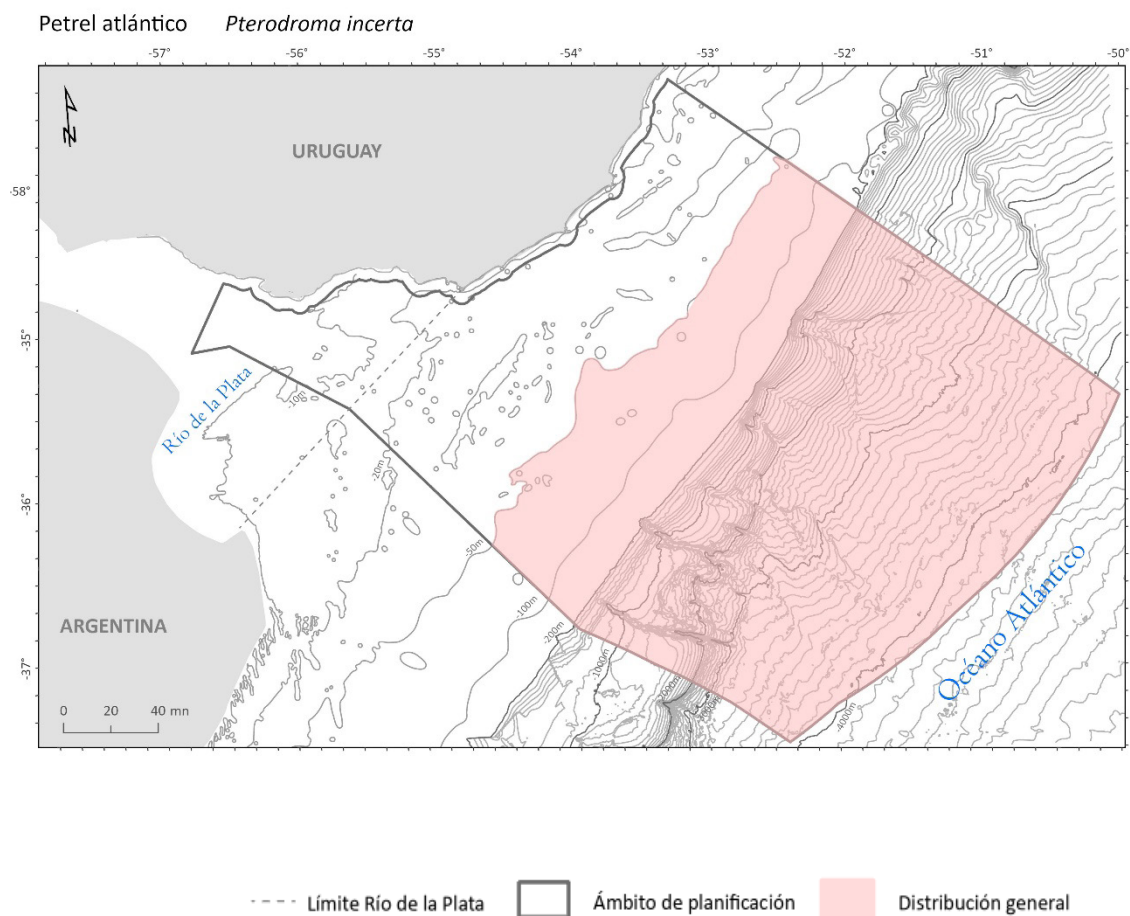 Petrel atlántico Pterodroma incerta
-57° -56° -55° -54° -53° -52° -51° -50°
URUGUAY
-58°
-35°
Río de la Plata
-10m
-20m
-36°
-50m
-100m
-200m
ARGENTINA
-1000m
Océano Atlántico
-37°
-4000m
0 20 40 mn
Límite Río de la Plata Ámbito de planificación Distribución general